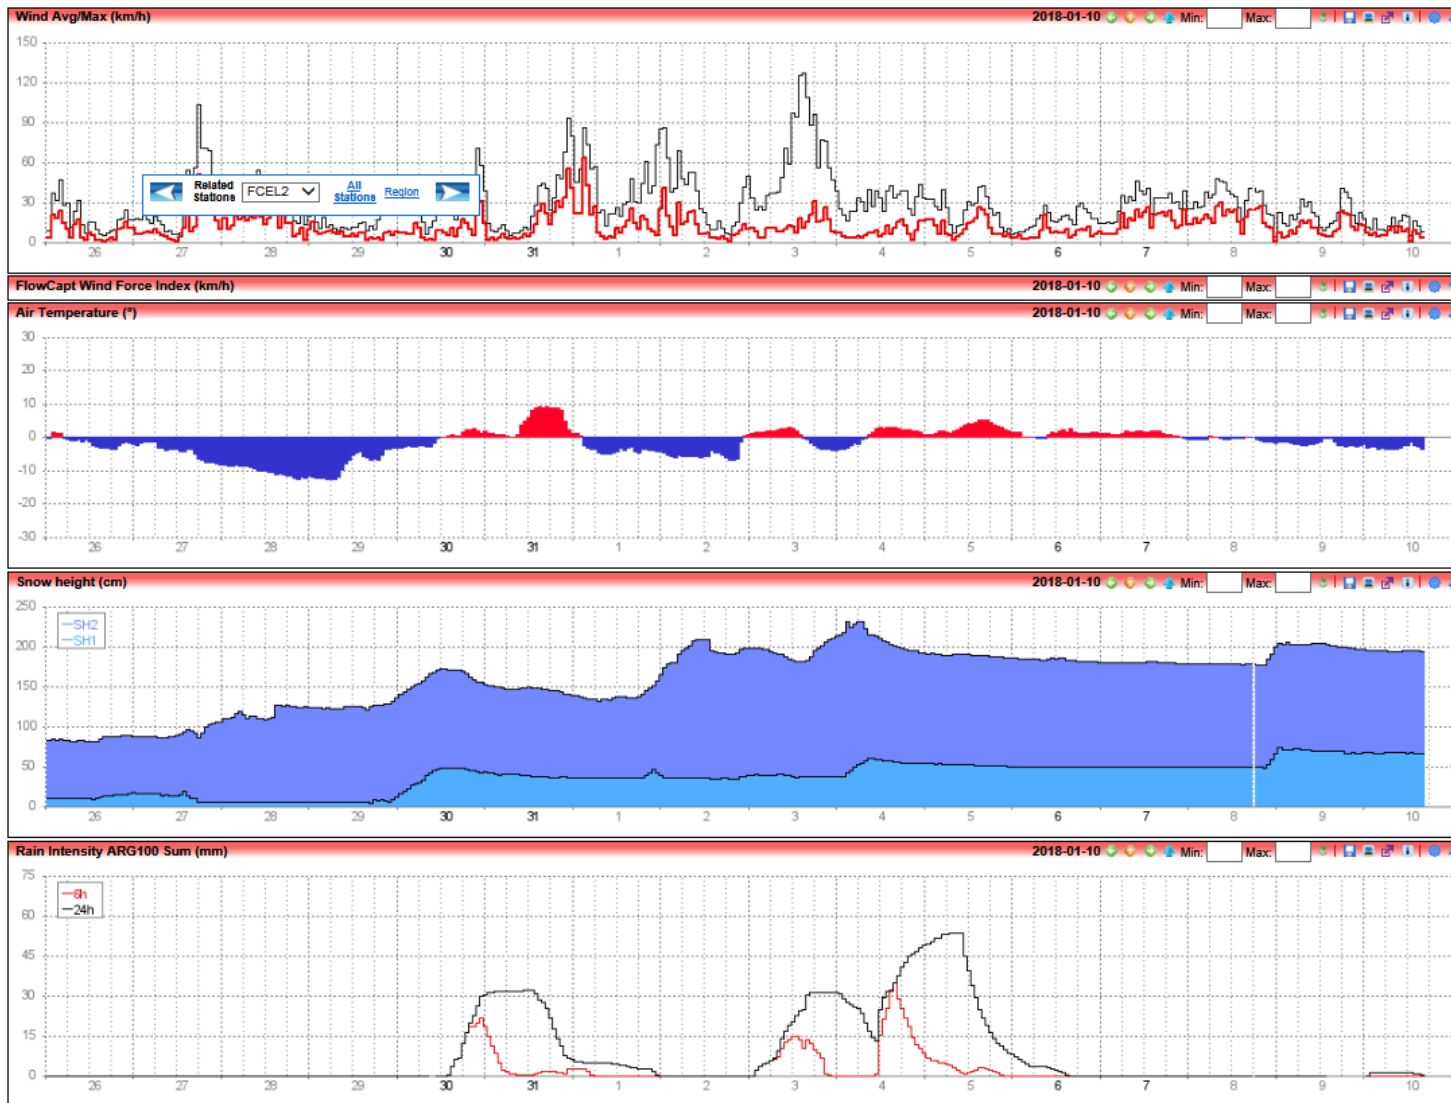 Wind Avg/Max (km/h) 2018-01-10 Min: Max:
150
120
90
60
30
0
Related Stations FCEL2 All Stations Region
26 27 28 29 30 31 1 2 3 4 5 6 7 8 9 10
FlowCapt Wind Force Index (km/h) 2018-01-10 Min: Max:
Air Temperature (°) 2018-01-10 Min: Max:
30
20
10
0
-10
-20
-30
26 27 28 29 30 31 1 2 3 4 5 6 7 8 9 10
Snow height (cm) 2018-01-10 Min: Max:
250
200
150
100
50
0
SH2
SH1
26 27 28 29 30 31 1 2 3 4 5 6 7 8 9 10
Rain Intensity ARG100 Sum (mm) 2018-01-10 Min: Max:
75
60
45
30
15
0
6h
24h
26 27 28 29 30 31 1 2 3 4 5 6 7 8 9 10